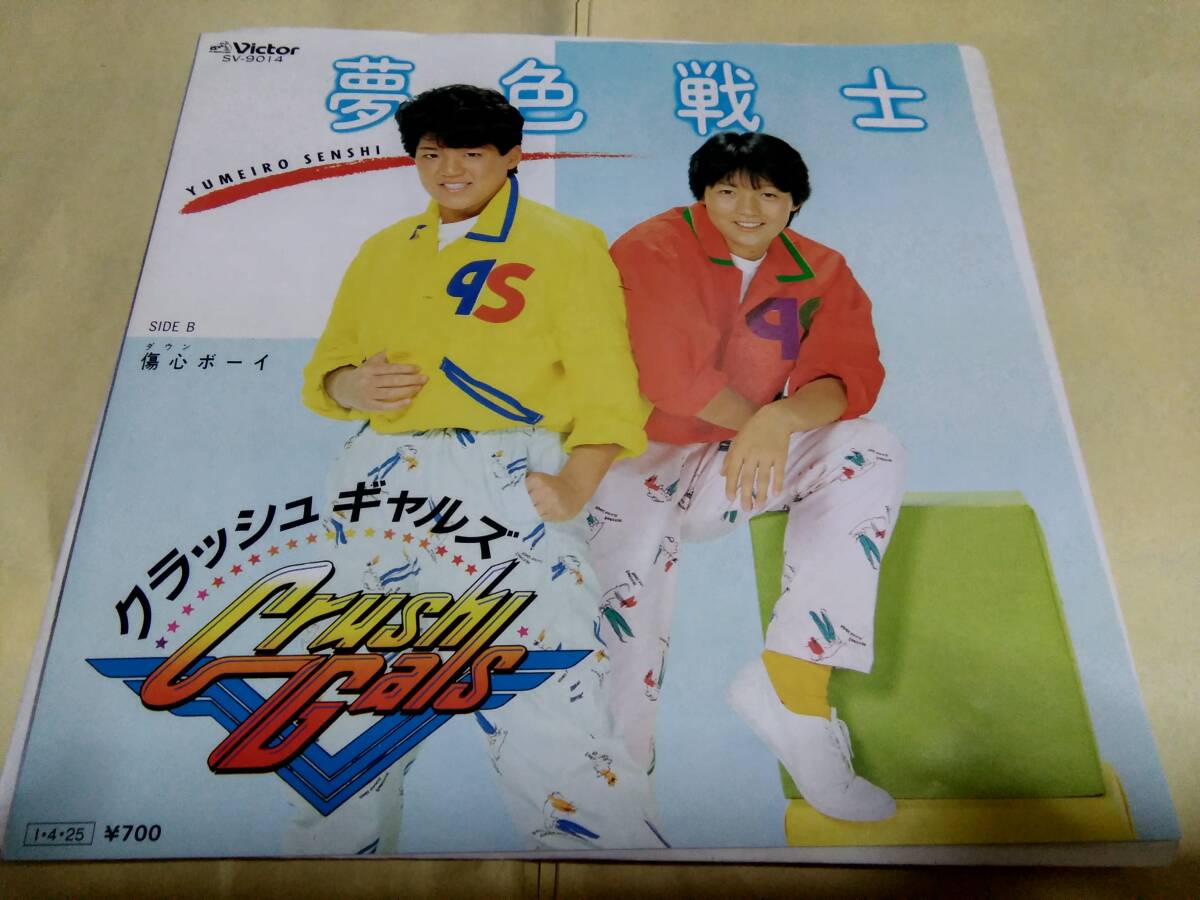 Victor
SV-9014
夢色戦士
YUMEIRO SENSHI
SIDE B
ダウン
傷心ボーイ
クラッシュギャルズ
Crush
Gals
1・4・25 ¥700